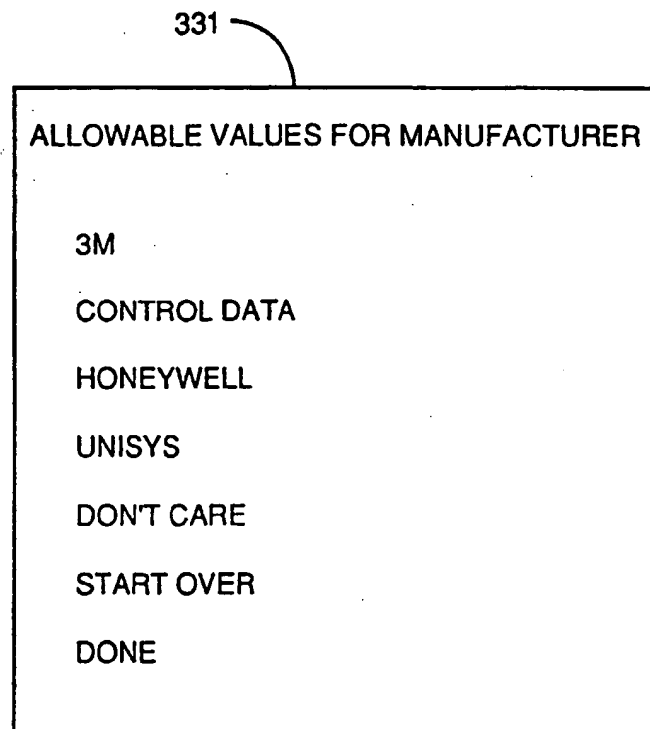 331
ALLOWABLE VALUES FOR MANUFACTURER
3M
CONTROL DATA
HONEYWELL
UNISYS
DON'T CARE
START OVER
DONE